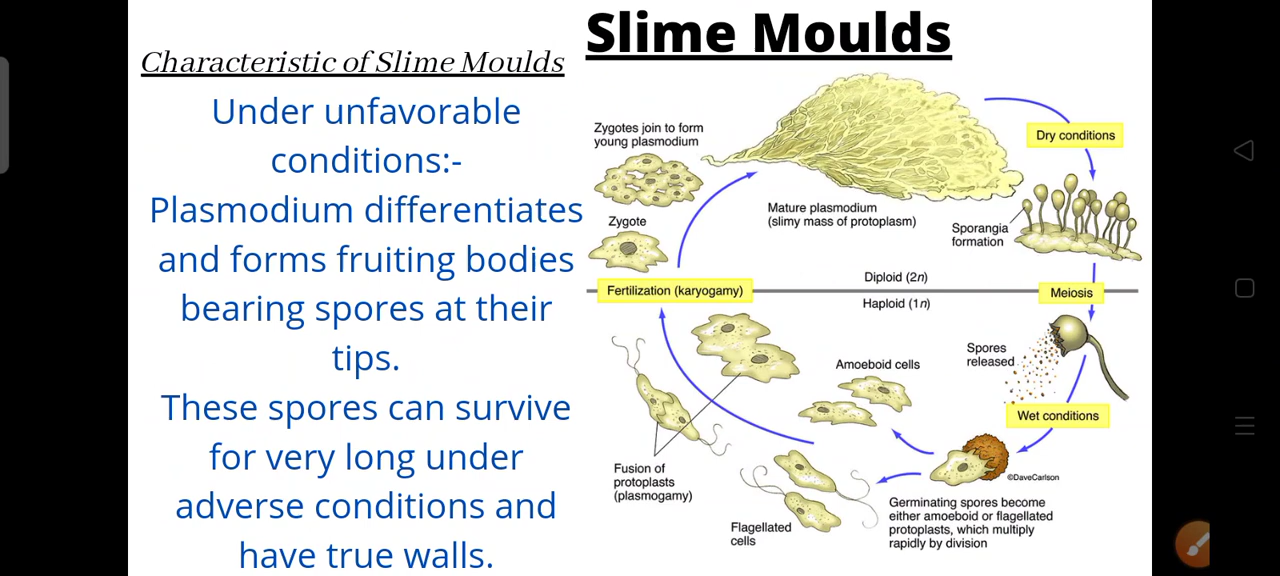 Slime Moulds
Characteristic of Slime Moulds
Under unfavorable
conditions:-
Plasmodium differentiates
and forms fruiting bodies
bearing spores at their
tips.
These spores can survive
for very long under
adverse conditions and
have true walls.
Zygotes join to form
young plasmodium
Zygote
Mature plasmodium
(slimy mass of protoplasm)
Dry conditions
Sporangia
formation
Diploid (2n)
Fertilization (karyogamy)
Meiosis
Haploid (1n)
Spores
released
Amoeboid cells
Wet conditions
Fusion of
protoplasts
(plasmogamy)
©DaveCarlson
Flagellated
cells
Germinating spores become
either amoeboid or flagellated
protoplasts, which multiply
rapidly by division